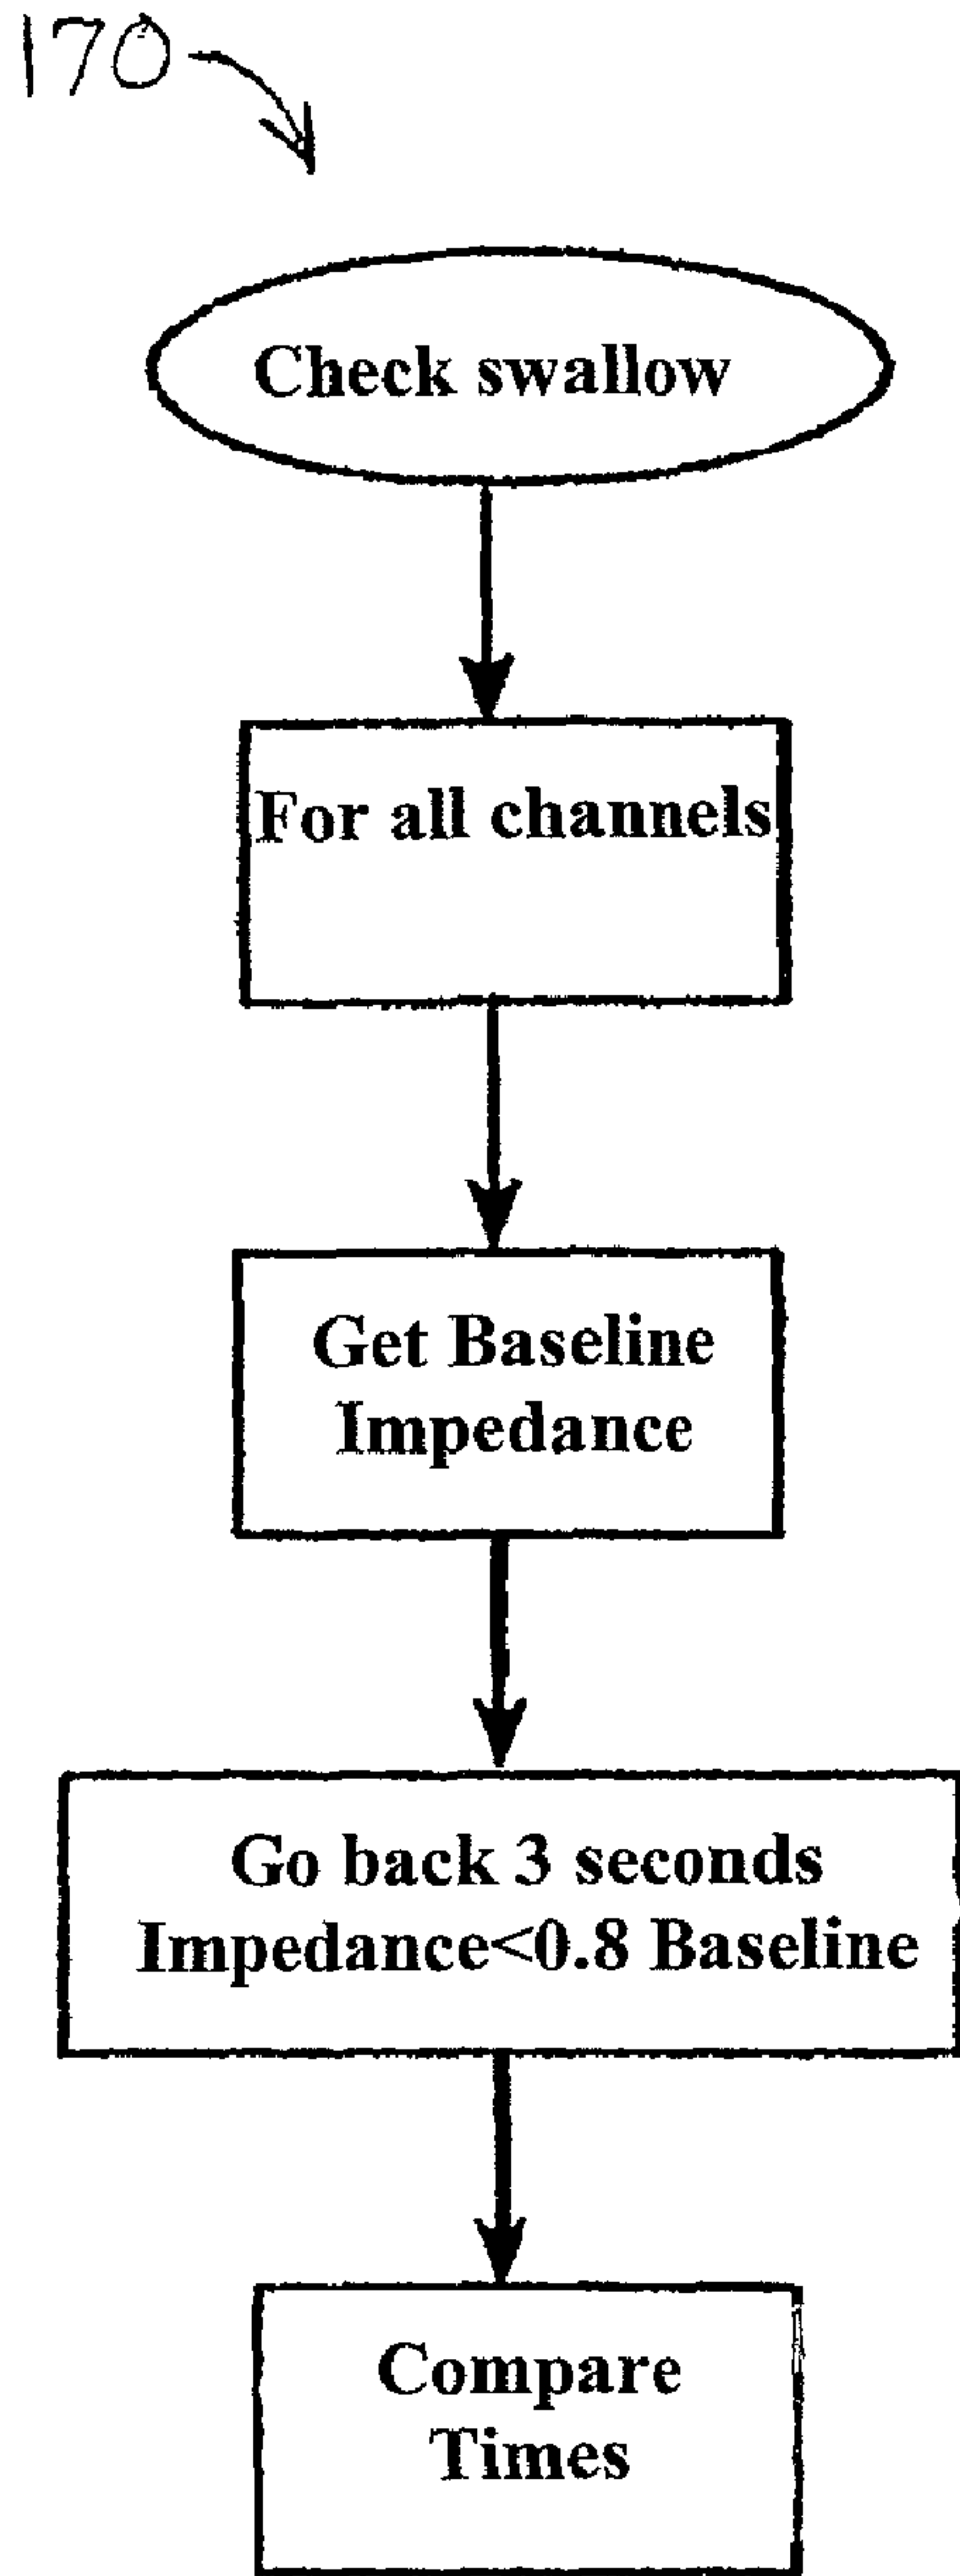 170
Check swallow
For all channels
Get Baseline
Impedance
Go back 3 seconds
Impedance<0.8 Baseline
Compare
Times